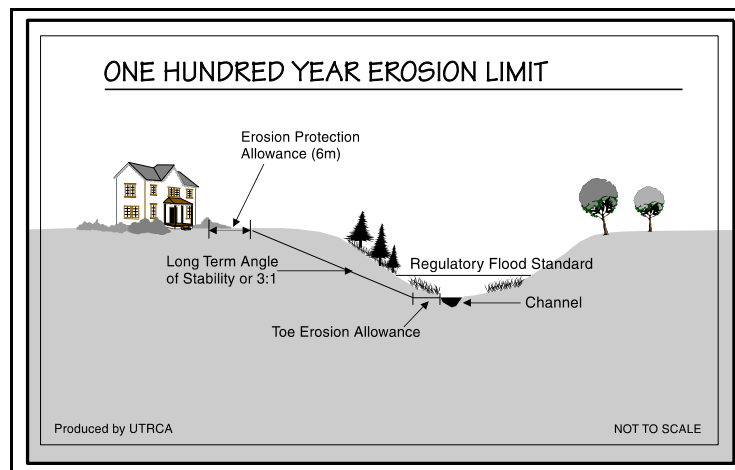 ONE HUNDRED YEAR EROSION LIMIT
Erosion Protection
Allowance (6m)
Long Term Angle
of Stability or 3:1
Regulatory Flood Standard
Channel
Toe Erosion Allowance
Produced by UTRCA
NOT TO SCALE